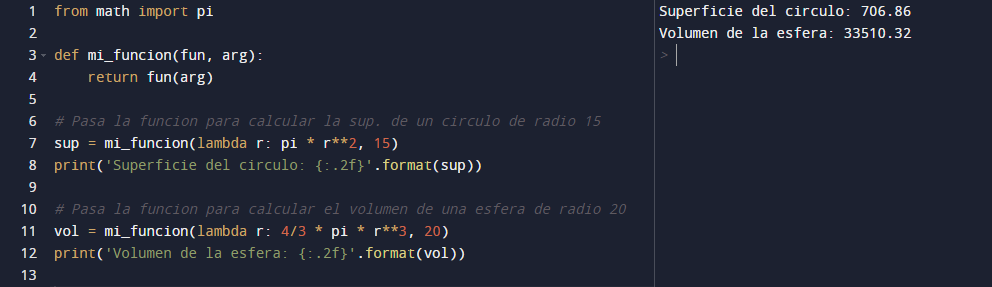 1 from math import pi
2
3 def mi_funcion(fun, arg):
4     return fun(arg)
5
6 # Pasa la funcion para calcular la sup. de un circulo de radio 15
7 sup = mi_funcion(lambda r: pi * r**2, 15)
8 print('Superficie del circulo: {:.2f}'.format(sup))
9
10 # Pasa la funcion para calcular el volumen de una esfera de radio 20
11 vol = mi_funcion(lambda r: 4/3 * pi * r**3, 20)
12 print('Volumen de la esfera: {:.2f}'.format(vol))
13
Superficie del circulo: 706.86
Volumen de la esfera: 33510.32
>